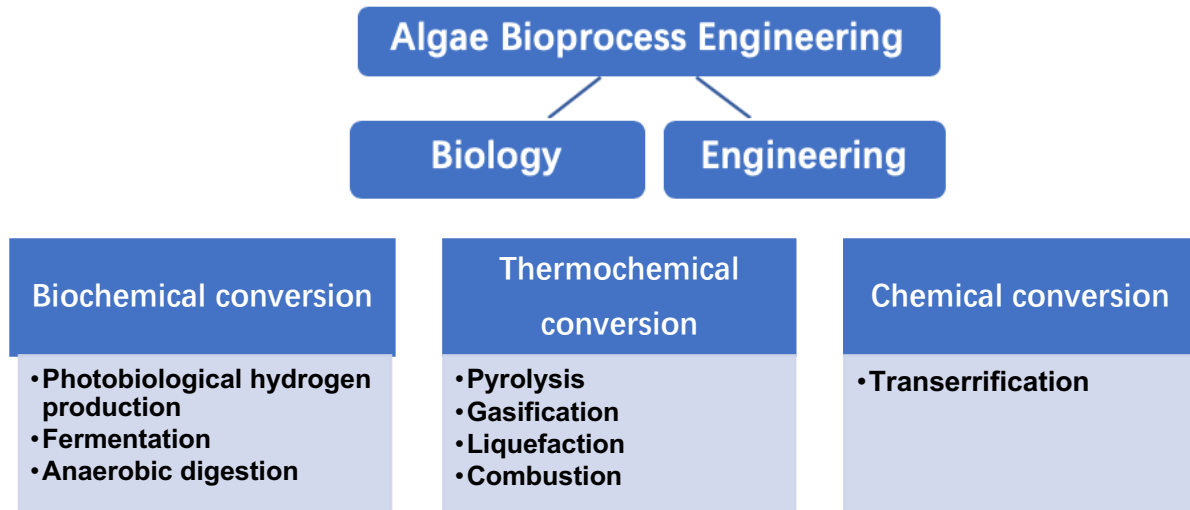 Algae Bioprocess Engineering
Biology
Engineering
Biochemical conversion
•Photobiological hydrogen
production
•Fermentation
•Anaerobic digestion
Thermochemical
conversion
•Pyrolysis
•Gasification
•Liquefaction
•Combustion
Chemical conversion
•Transerrification